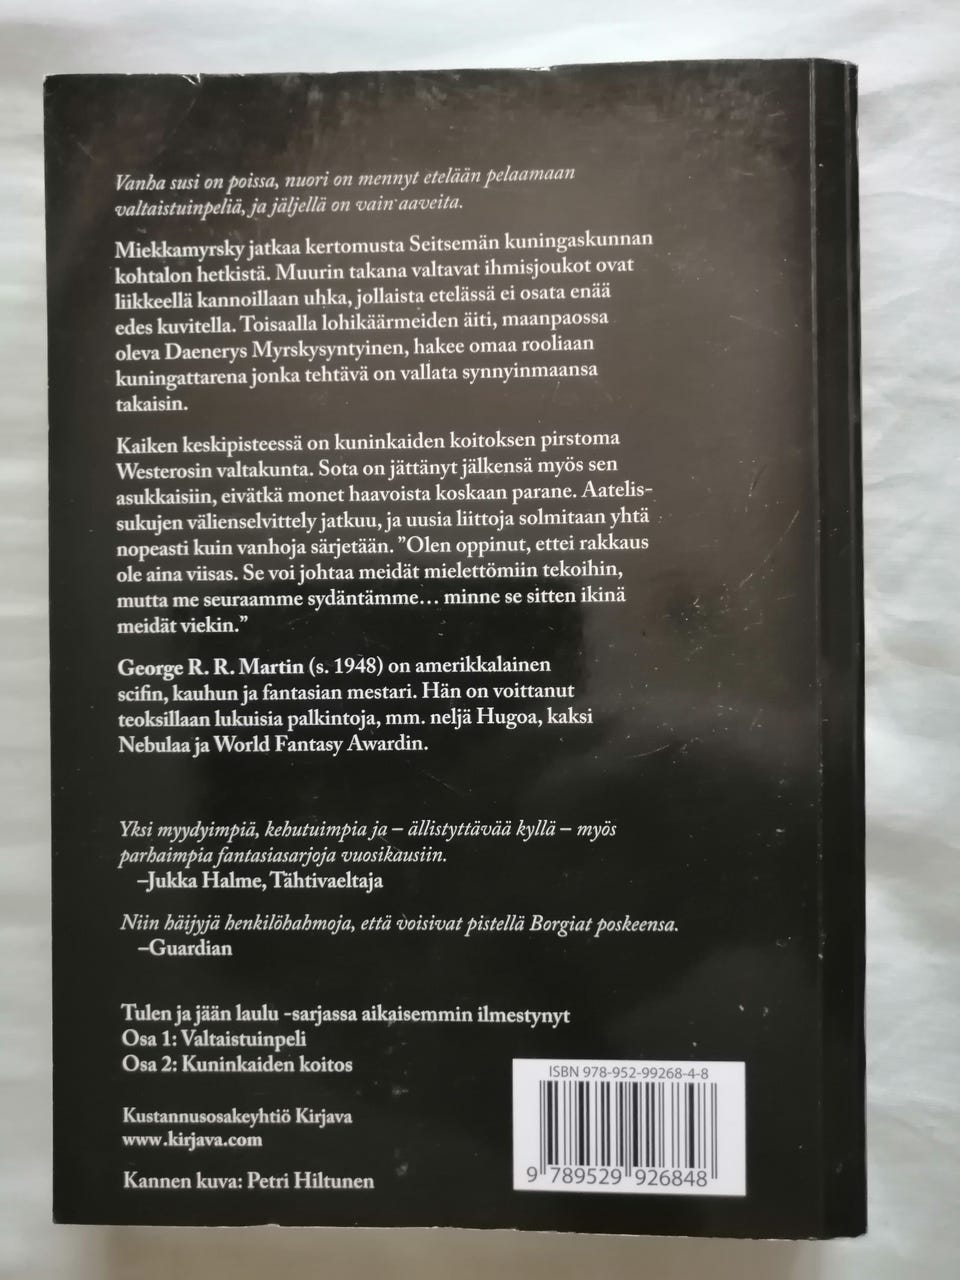 Vanha susi on poissa, nuori on mennyt etelään pelaamaan
valtaistuinpeliä, ja jäljellä on vain aaveita.
Miekkamyrsky jatkaa kertomusta Seitsemän kuningaskunnan
kohtalon hetkistä. Muurin takana valtavat ihmisjoukot ovat
liikkeellä kannoillaan uhka, jollaista etelässä ei osata enää
edes kuvitella. Toisaalla lohikäärmeiden äiti, maanpaossa
oleva Daenerys Myrskysyntyinen, hakee omaa rooliaan
kuningattarena jonka tehtävä on vallata synnyinmaansa
takaisin.
Kaiken keskipisteessä on kuninkaiden koitoksen pirstoma
Westerosin valtakunta. Sota on jättänyt jälkensä myös sen
asukkaisiin, eivätkä monet haavoista koskaan parane. Aatelis-
sukujen välienselvittely jatkuu, ja uusia liittoja solmitaan yhtä
nopeasti kuin vanhoja särjetään. ”Olen oppinut, ettei rakkaus
ole aina viisas. Se voi johtaa meidät mielettömiin tekoihin,
mutta me seuraamme sydäntämme… minne se sitten ikinä
meidät viekin.”
George R. R. Martin (s. 1948) on amerikkalainen
scifin, kauhun ja fantasian mestari. Hän on voittanut
teoksillaan lukuisia palkintoja, mm. neljä Hugoa, kaksi
Nebulaa ja World Fantasy Awardin.
Yksi myydyimpiä, kehutuimpia ja – ällistyttävää kyllä – myös
parhaimpia fantasiasarjoja vuosikausiin.
–Jukka Halme, Tähtivaeltaja
Niin häijyjä henkilöhahmoja, että voisivat pistellä Borgiat poskeensa.
–Guardian
Tulen ja jään laulu -sarjassa aikaisemmin ilmestynyt
Osa 1: Valtaistuinpeli
Osa 2: Kuninkaiden koitos
Kustannusosakeyhtiö Kirjava
www.kirjava.com
Kannen kuva: Petri Hiltunen
ISBN 978-952-99268-4-8
9 789529 926848